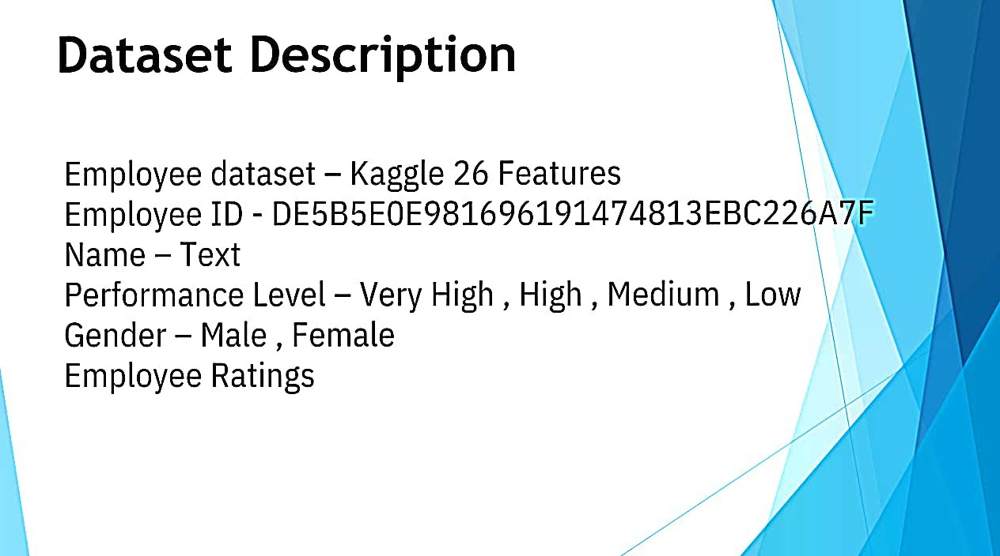 Dataset Description
Employee dataset – Kaggle 26 Features
Employee ID - DE5B5E0E981696191474813EBC226A7F
Name – Text
Performance Level – Very High , High , Medium , Low
Gender – Male , Female
Employee Ratings